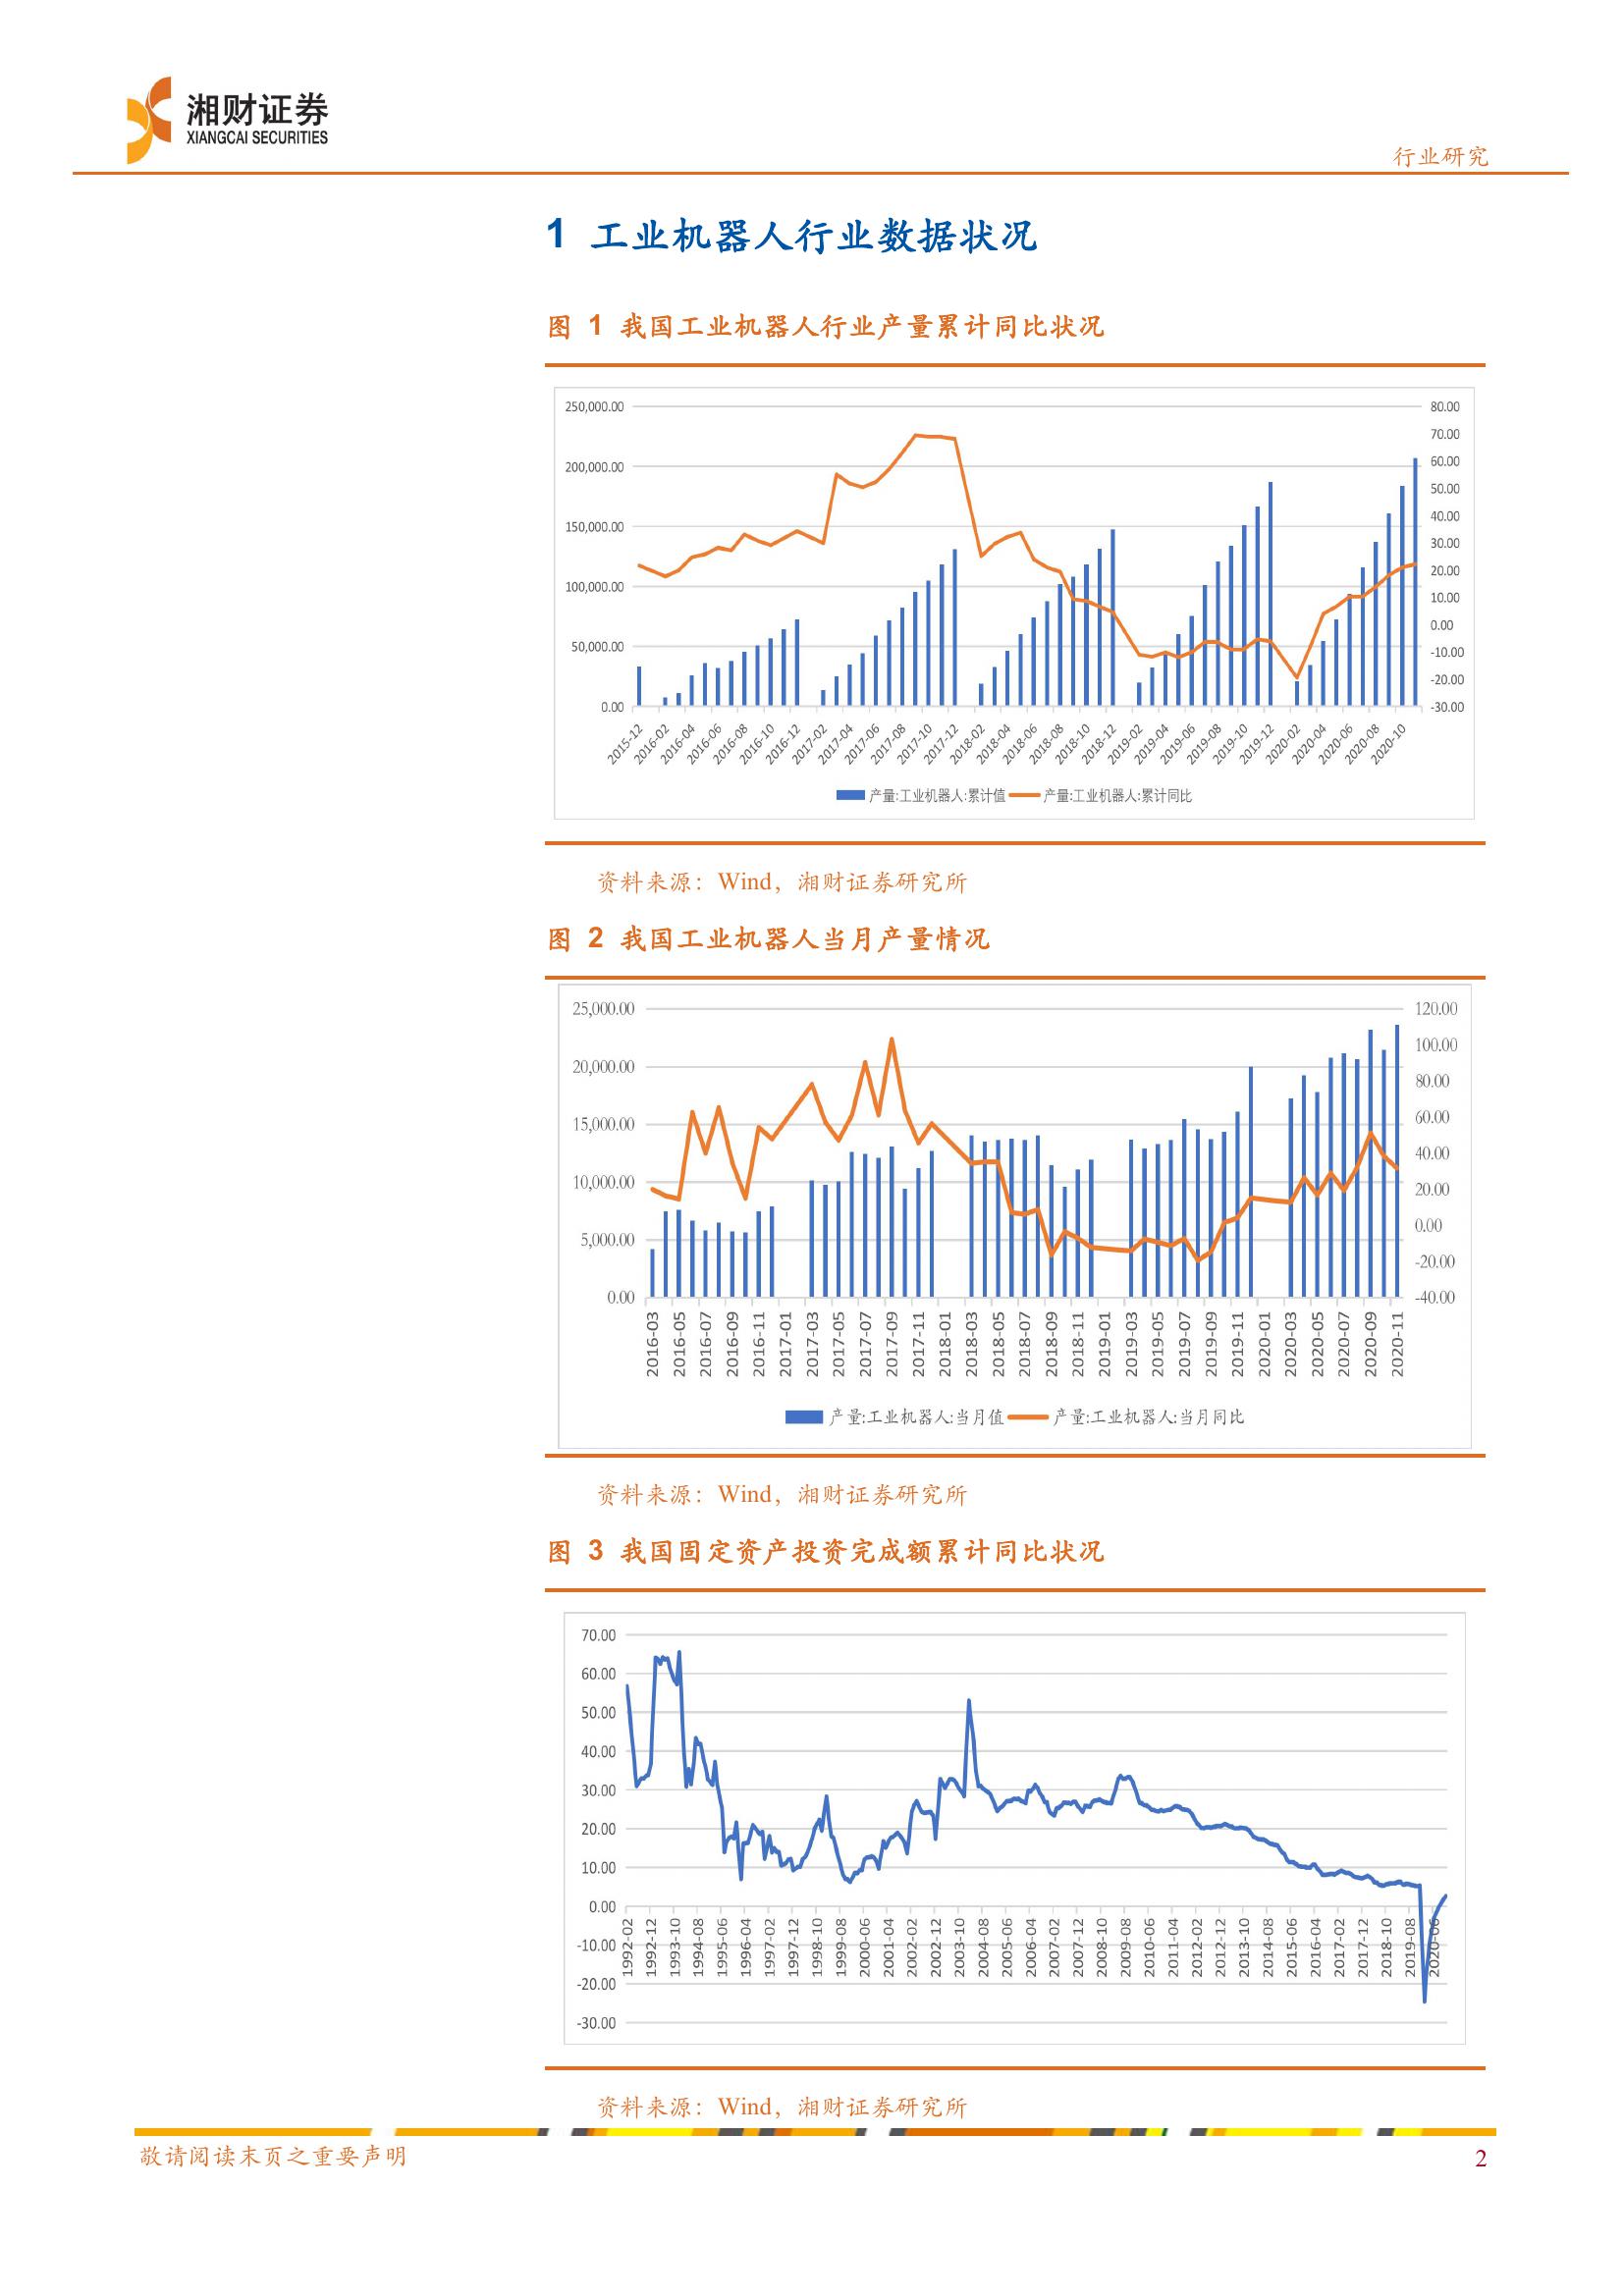 湘财证券
XIANGCAI SECURITIES
行业研究
1 工业机器人行业数据状况
图 1 我国工业机器人行业产量累计同比状况
250,000.00
200,000.00
150,000.00
100,000.00
50,000.00
0.00
80.00
70.00
60.00
50.00
40.00
30.00
20.00
10.00
0.00
-10.00
-20.00
-30.00
2015-12 2016-02 2016-04 2016-06 2016-08 2016-10 2016-12 2017-02 2017-04 2017-06 2017-08 2017-10 2017-12 2018-02 2018-04 2018-06 2018-08 2018-10 2018-12 2019-02 2019-04 2019-06 2019-08 2019-10 2019-12 2020-02 2020-04 2020-06 2020-08 2020-10
产量:工业机器人:累计值 产量:工业机器人:累计同比
资料来源：Wind，湘财证券研究所
图 2 我国工业机器人当月产量情况
25,000.00
20,000.00
15,000.00
10,000.00
5,000.00
0.00
120.00
100.00
80.00
60.00
40.00
20.00
0.00
-20.00
-40.00
2016-03 2016-05 2016-07 2016-09 2016-11 2017-01 2017-03 2017-05 2017-07 2017-09 2017-11 2018-01 2018-03 2018-05 2018-07 2018-09 2018-11 2019-01 2019-03 2019-05 2019-07 2019-09 2019-11 2020-01 2020-03 2020-05 2020-07 2020-09 2020-11
产量:工业机器人:当月值 产量:工业机器人:当月同比
资料来源：Wind，湘财证券研究所
图 3 我国固定资产投资完成额累计同比状况
70.00
60.00
50.00
40.00
30.00
20.00
10.00
0.00
-10.00
-20.00
-30.00
1992-02 1992-12 1993-10 1994-08 1995-06 1996-04 1997-02 1997-12 1998-10 1999-08 2000-06 2001-04 2002-02 2002-12 2003-10 2004-08 2005-06 2006-04 2007-02 2007-12 2008-10 2009-08 2010-06 2011-04 2012-02 2012-12 2013-10 2014-08 2015-06 2016-04 2017-02 2017-12 2018-10 2019-08 2020-06
资料来源：Wind，湘财证券研究所
敬请阅读末页之重要声明
2